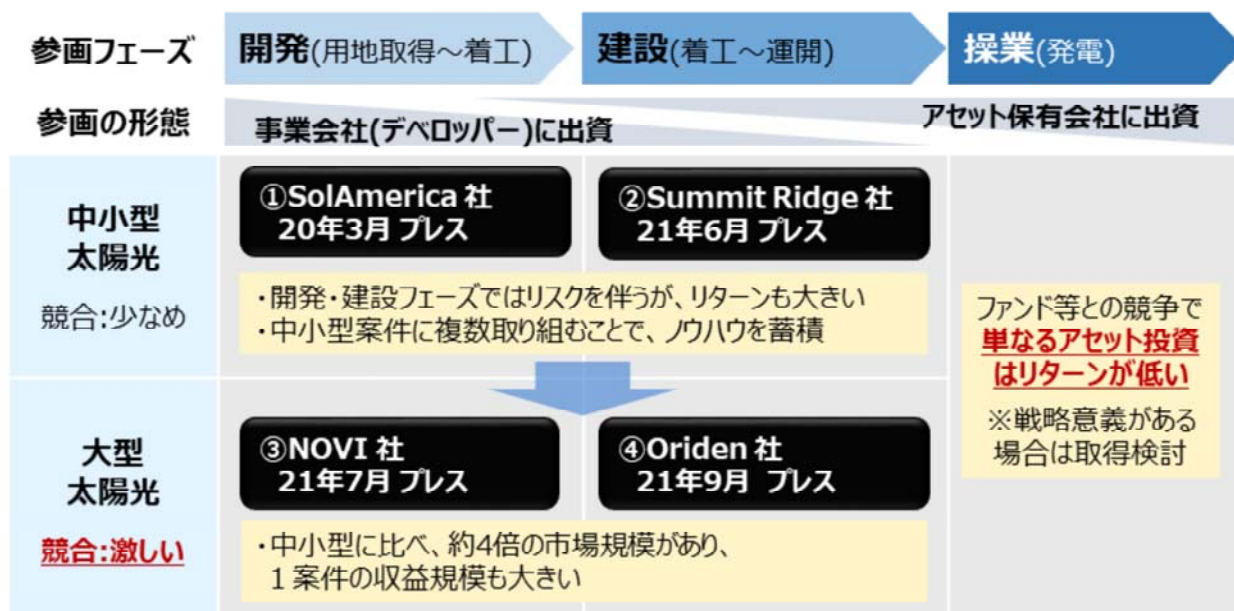 参画フェーズ
開発(用地取得～着工)
建設(着工～運開)
操業(発電)
参画の形態
事業会社(デベロッパー)に出資
アセット保有会社に出資
中小型
太陽光
競合:少なめ
①SolAmerica 社
20年3月 プレス
②Summit Ridge 社
21年6月 プレス
・開発・建設フェーズではリスクを伴うが、リターンも大きい
・中小型案件に複数取り組むことで、ノウハウを蓄積
ファンド等との競争で
単なるアセット投資
はリターンが低い
※戦略意義がある
場合は取得検討
大型
太陽光
競合:激しい
③NOVI 社
21年7月 プレス
④Oriden 社
21年9月 プレス
・中小型に比べ、約4倍の市場規模があり、
1 案件の収益規模も大きい